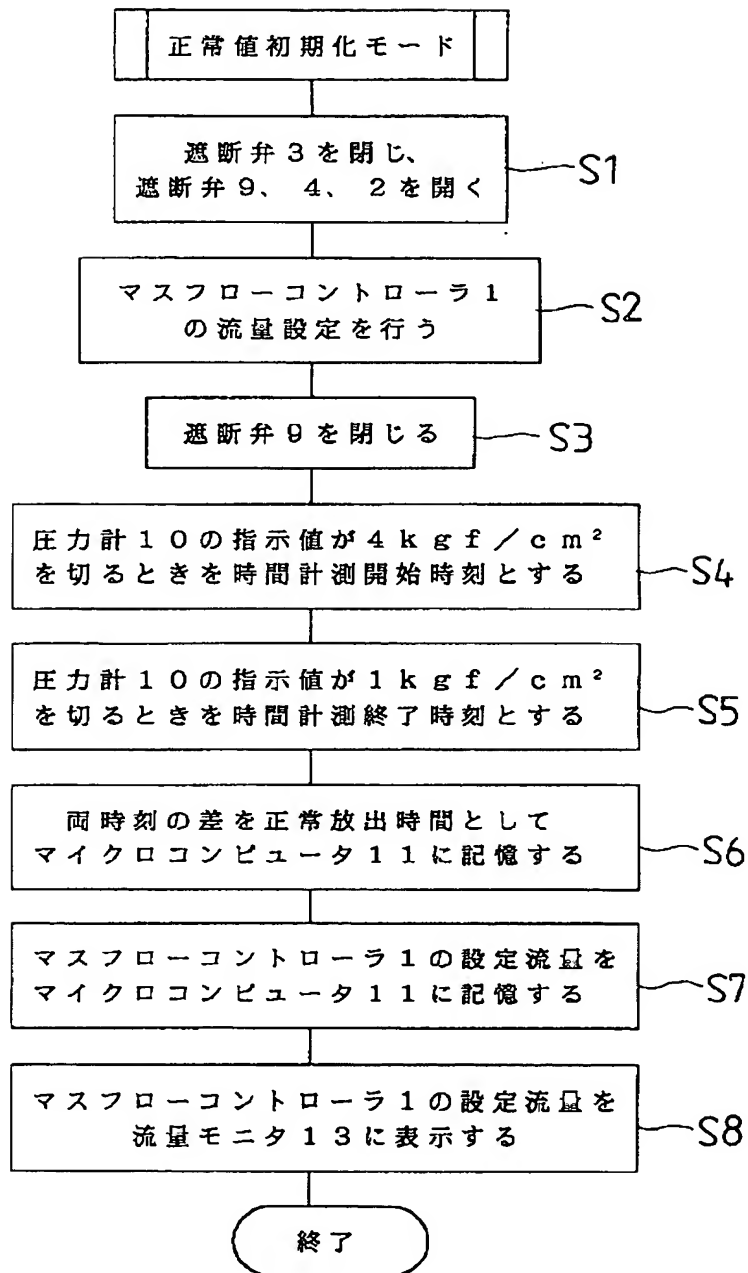 正常値初期化モード
遮断弁3を閉じ、
遮断弁9、4、2を開く
S1
マスフローコントローラ1
の流量設定を行う
S2
遮断弁9を閉じる
S3
圧力計10の指示値が4kgf/cm²
を切るときを時間計測開始時刻とする
S4
圧力計10の指示値が1kgf/cm²
を切るときを時間計測終了時刻とする
S5
両時刻の差を正常放出時間として
マイクロコンピュータ11に記憶する
S6
マスフローコントローラ1の設定流量を
マイクロコンピュータ11に記憶する
S7
マスフローコントローラ1の設定流量を
流量モニタ13に表示する
S8
終了